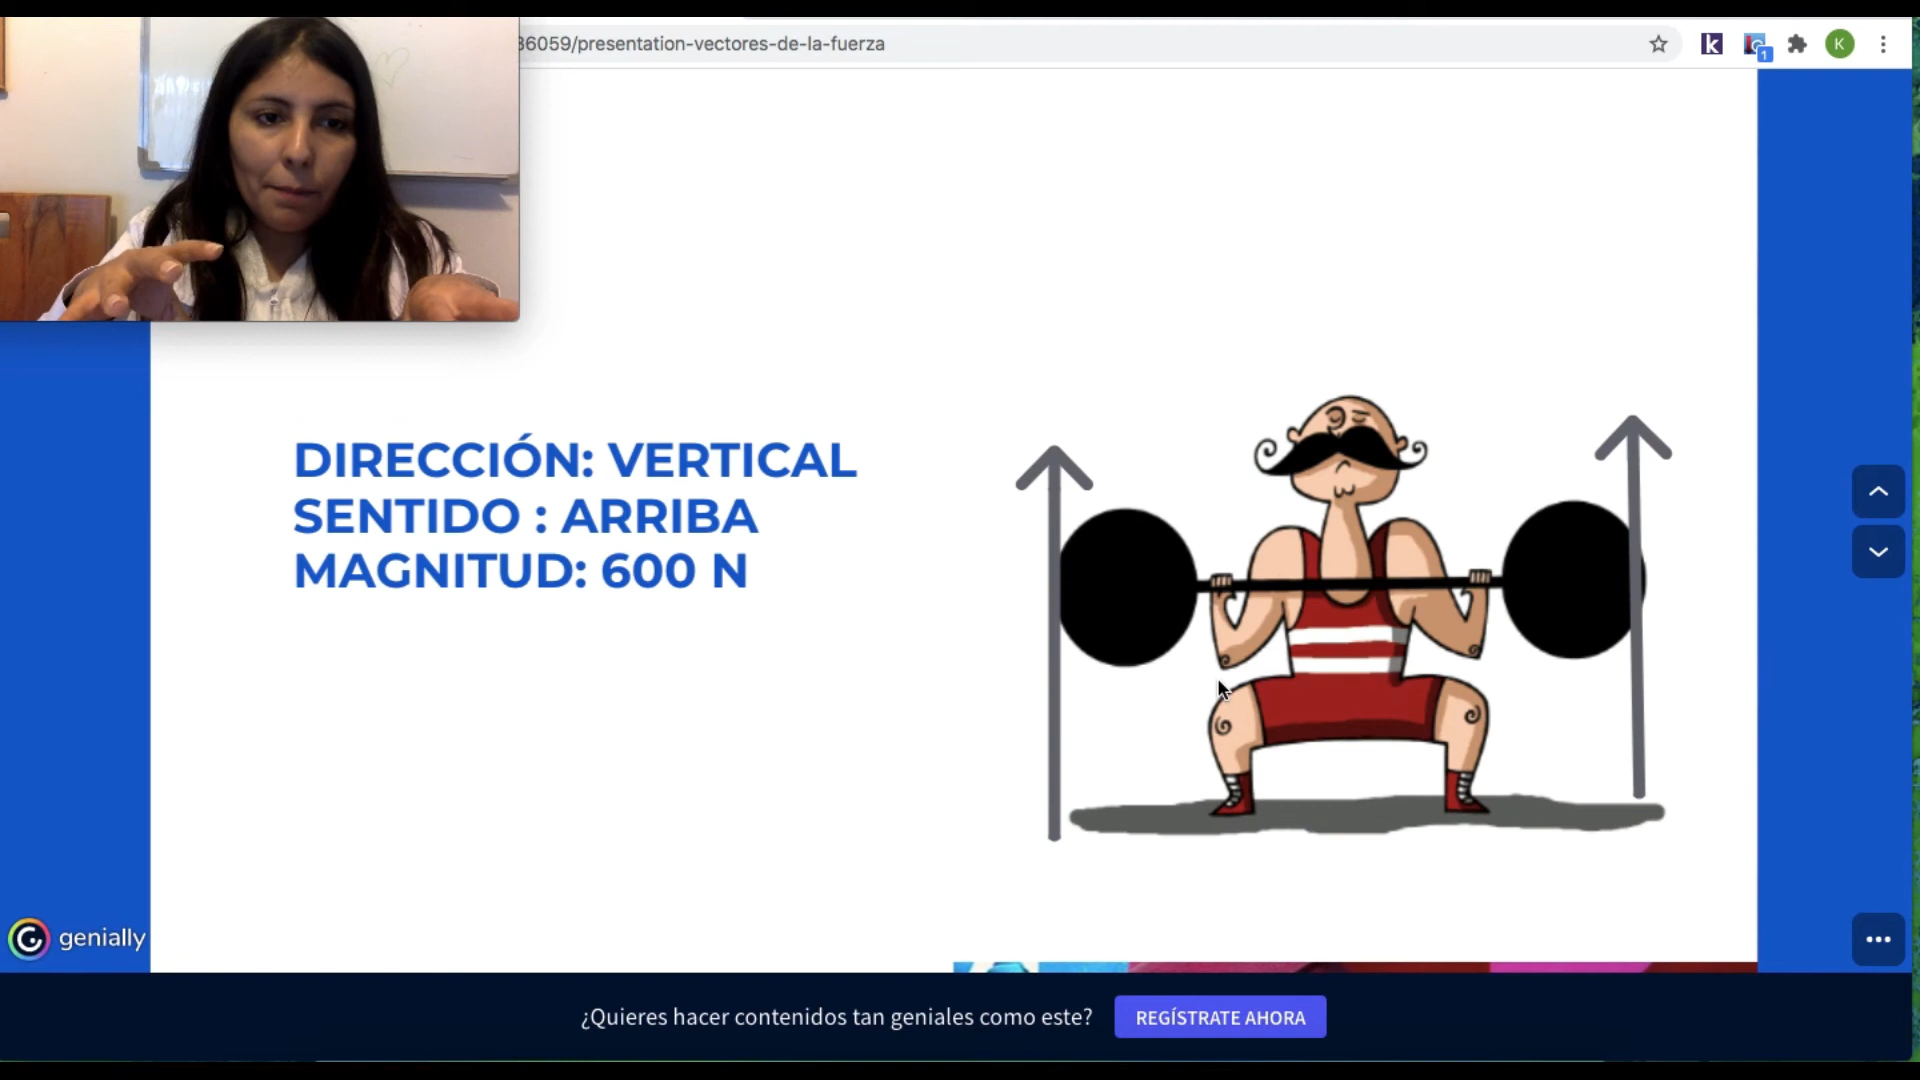 36059/presentation-vectores-de-la-fuerza
k
1
K
DIRECCIÓN: VERTICAL
SENTIDO : ARRIBA
MAGNITUD: 600 N
genially
¿Quieres hacer contenidos tan geniales como este?
REGÍSTRATE AHORA